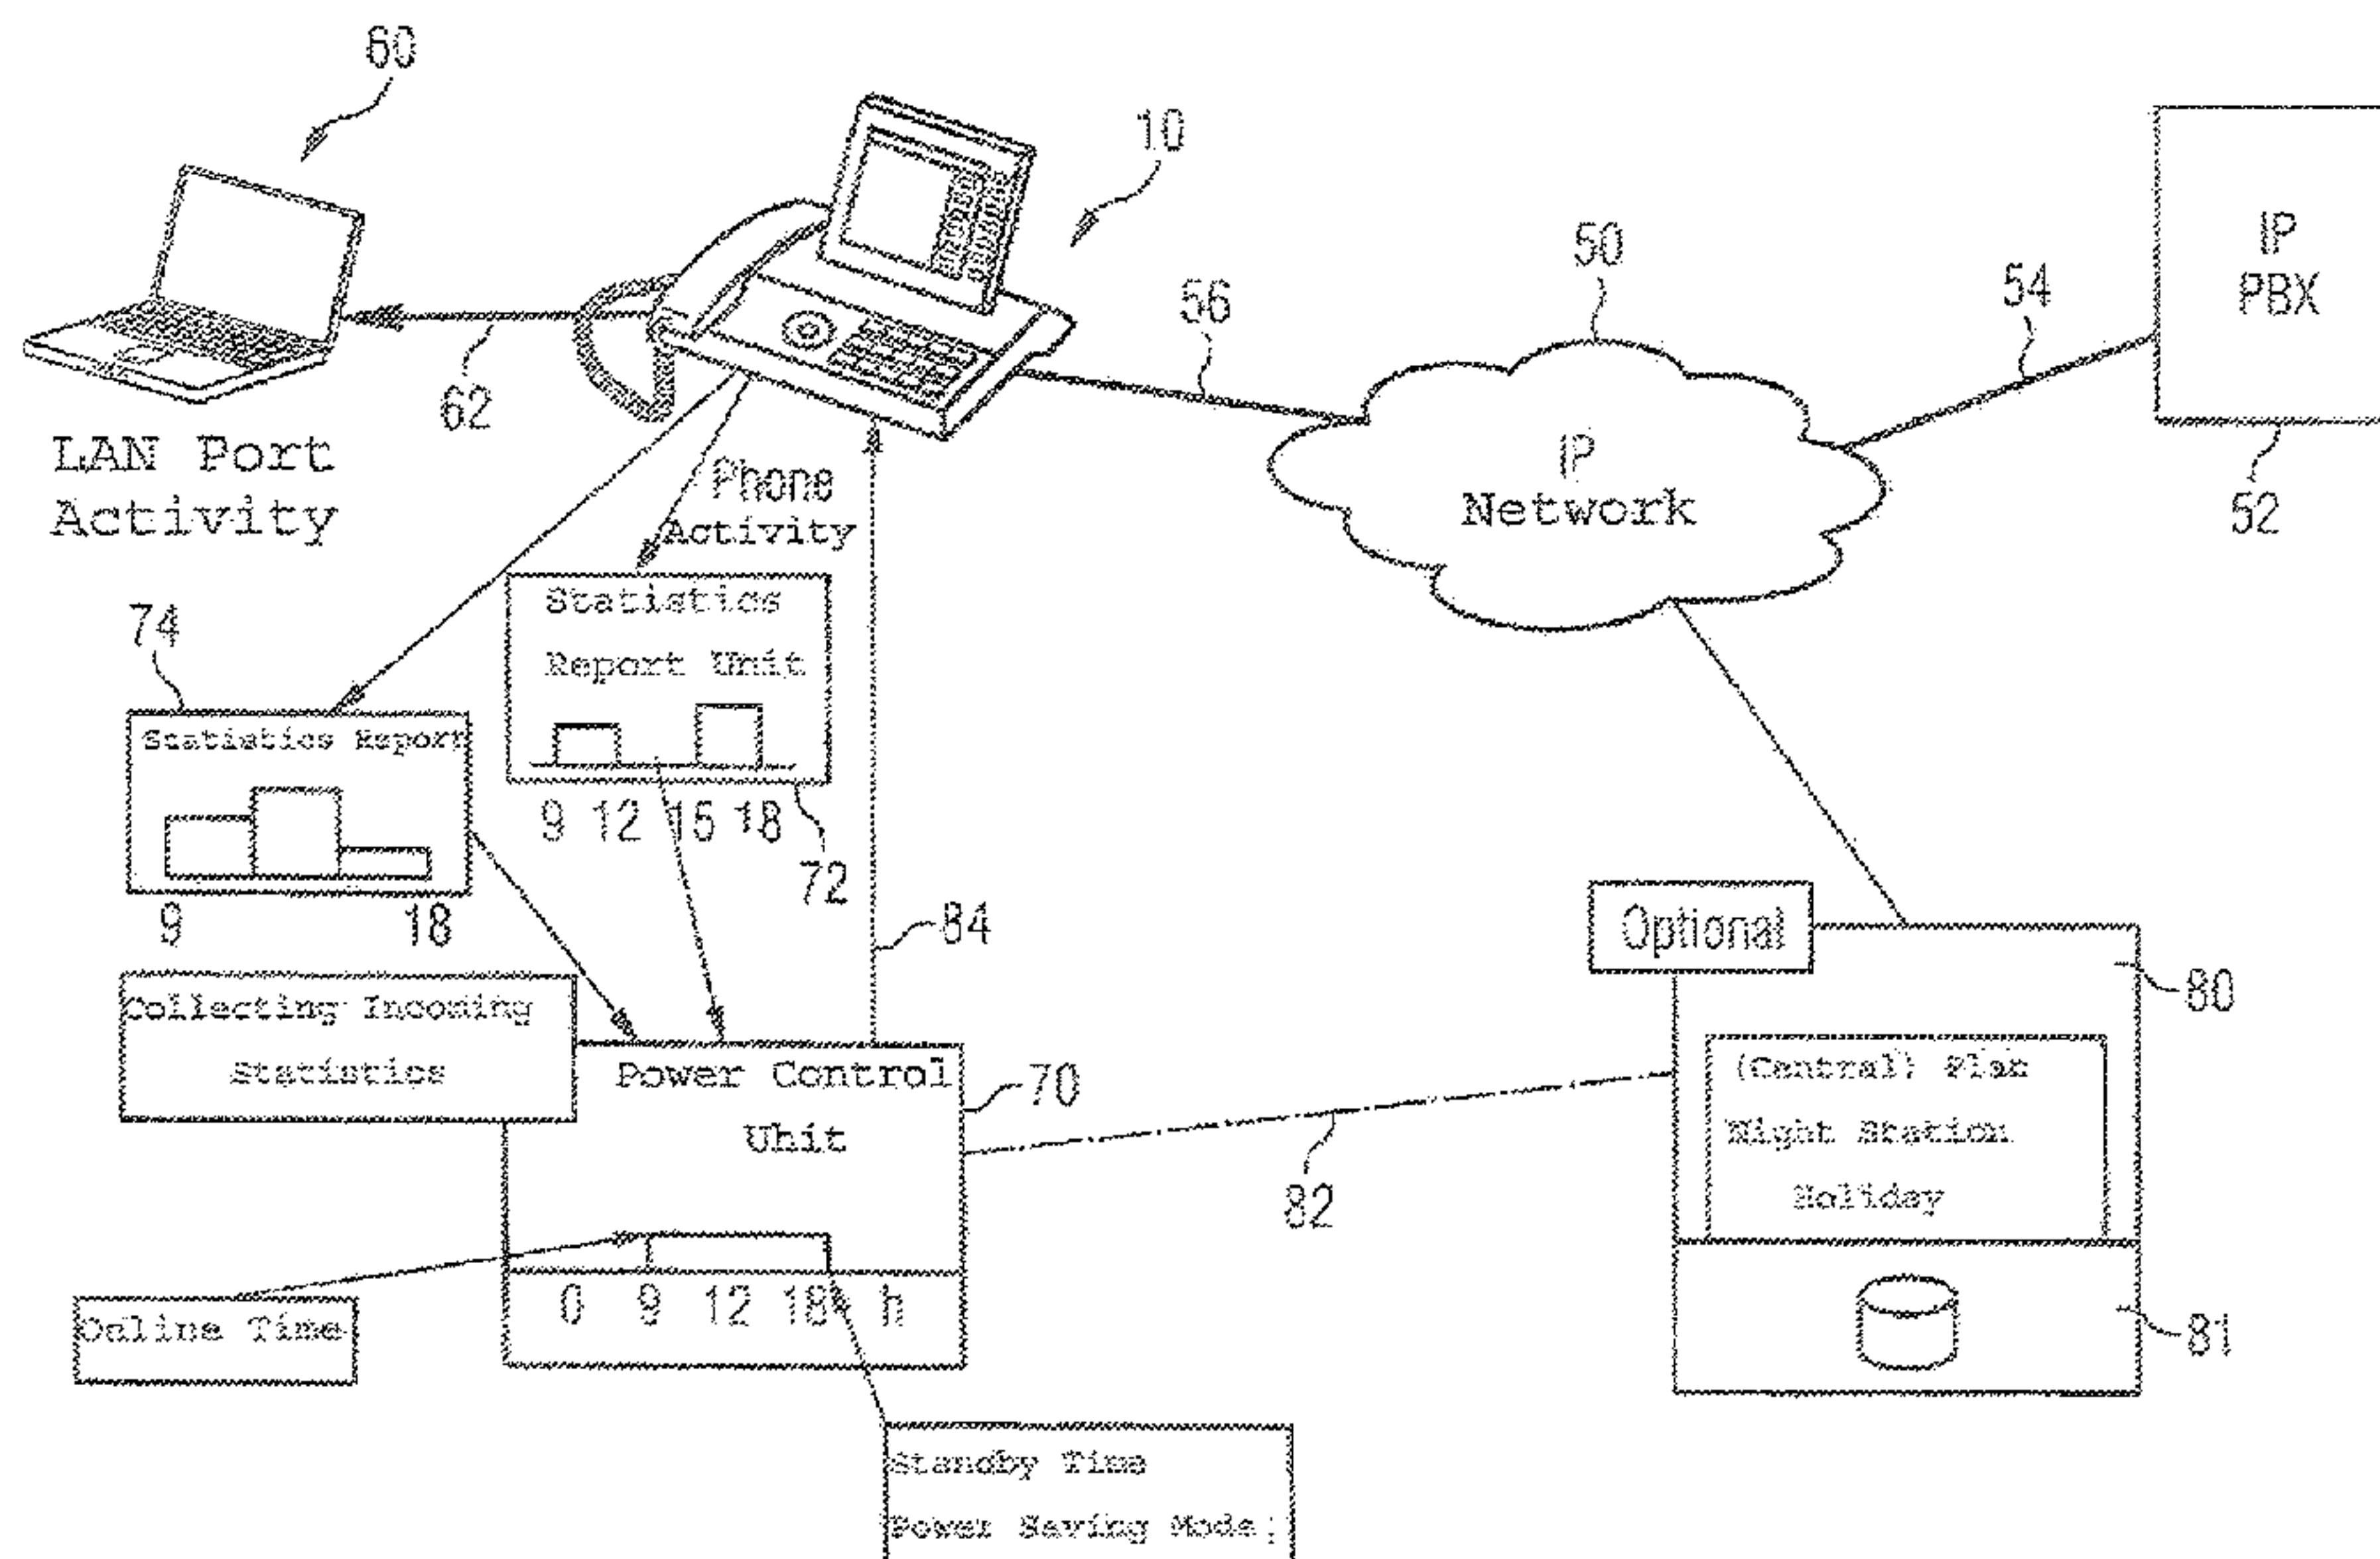 60
10
IP
PBX
50
54
56
62
52
LAN Port
Activity
Phone
Activity
IP
Network
Statistics
Report Unit
74
Statistics Report
9 12 15 18
72
9 18
84
Optional
80
Collecting Incoming
Statistics
Power Control
Unit
70
(Central) Plan
Night Station
Holiday
82
0 9 12 18 h
Online Time
81
Standby Time
Power Saving Mode